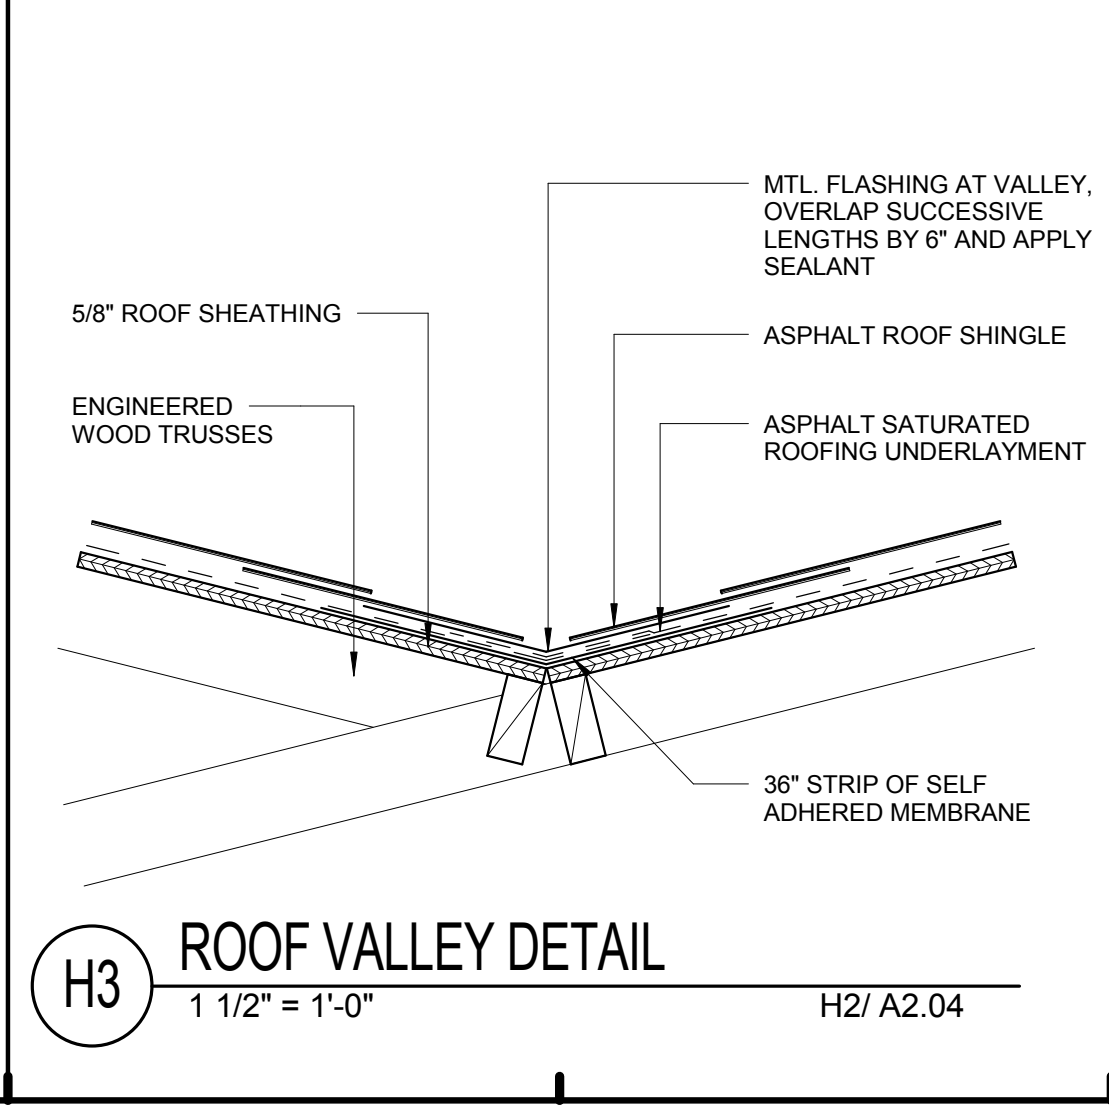 MTL. FLASHING AT VALLEY,
OVERLAP SUCCESSIVE
LENGTHS BY 6" AND APPLY
SEALANT
5/8" ROOF SHEATHING
ASPHALT ROOF SHINGLE
ENGINEERED
WOOD TRUSSES
ASPHALT SATURATED
ROOFING UNDERLAYMENT
36" STRIP OF SELF
ADHERED MEMBRANE
H3
ROOF VALLEY DETAIL
1 1/2" = 1'-0"
H2/ A2.04